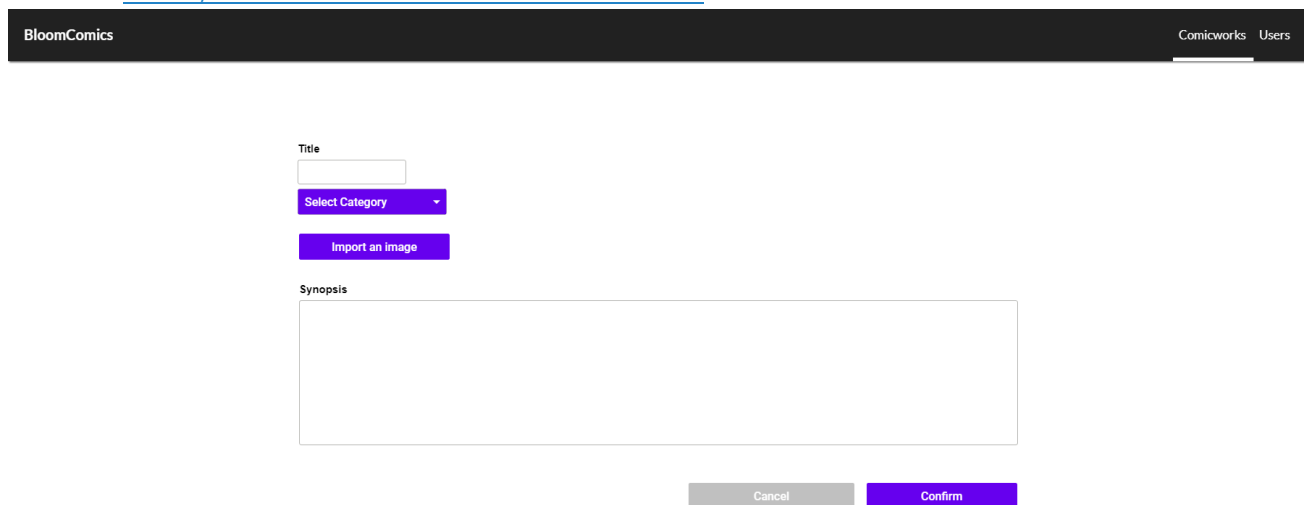 BloomComics
Comicworks Users
Title
Select Category
Import an image
Synopsis
Cancel Confirm